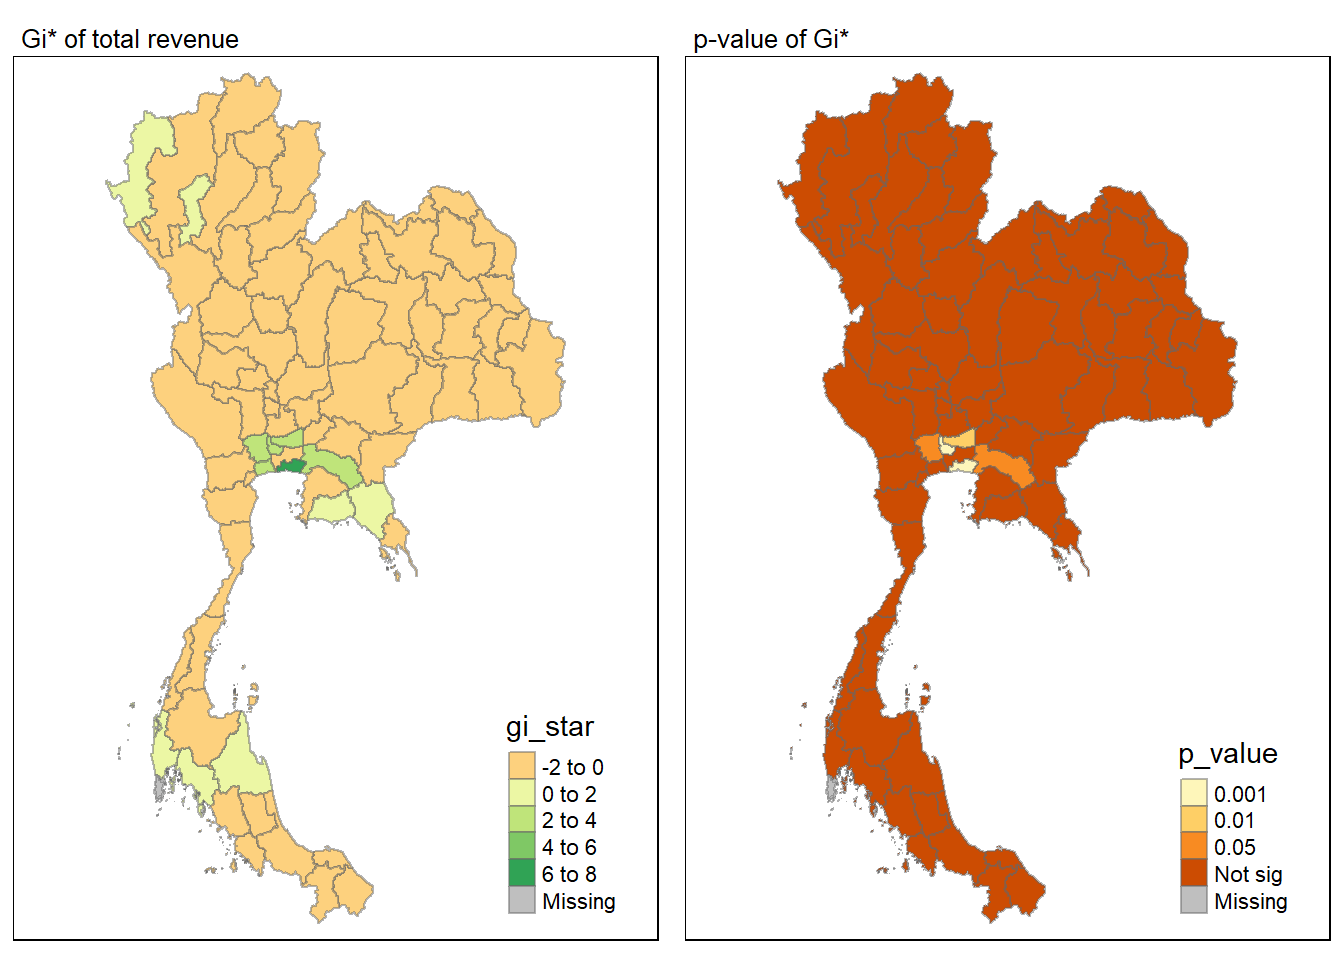 Gi* of total revenue
gi_star
-2 to 0
0 to 2
2 to 4
4 to 6
6 to 8
Missing
p-value of Gi*
p_value
0.001
0.01
0.05
Not sig
Missing